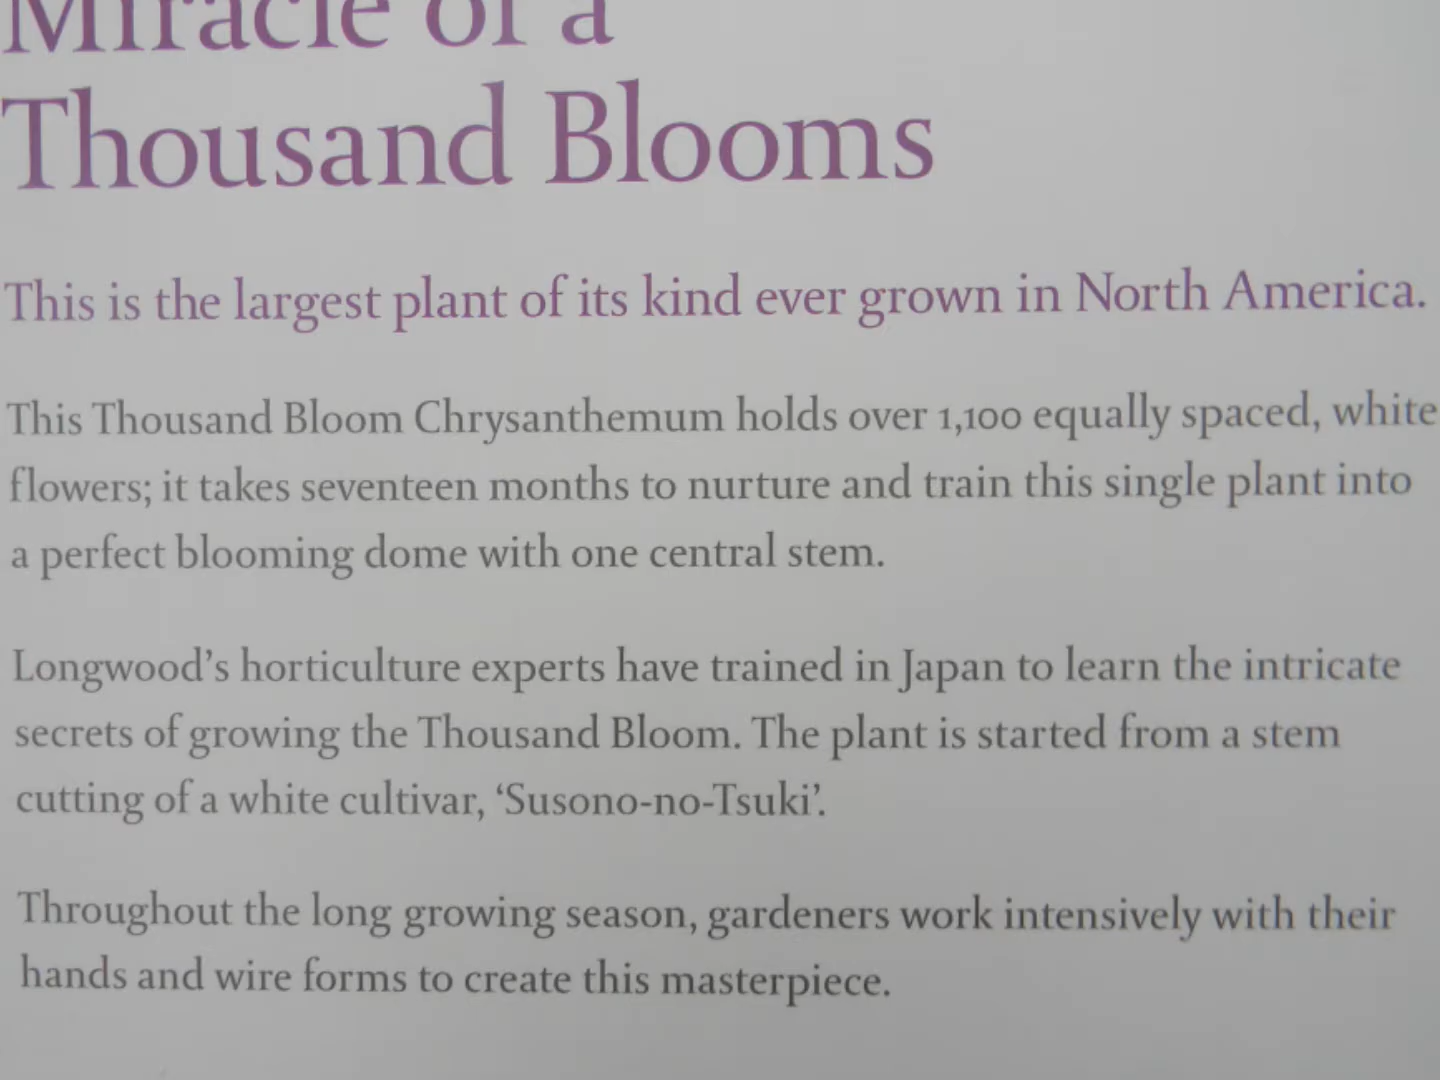 Miracle of a
Thousand Blooms
This is the largest plant of its kind ever grown in North America.
This Thousand Bloom Chrysanthemum holds over 1,100 equally spaced, white
flowers; it takes seventeen months to nurture and train this single plant into
a perfect blooming dome with one central stem.
Longwood’s horticulture experts have trained in Japan to learn the intricate
secrets of growing the Thousand Bloom. The plant is started from a stem
cutting of a white cultivar, ‘Susono-no-Tsuki’.
Throughout the long growing season, gardeners work intensively with their
hands and wire forms to create this masterpiece.